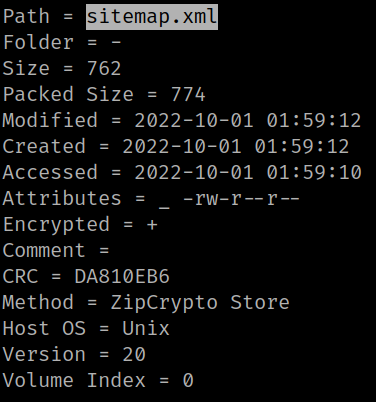 Path = sitemap.xml
Folder = -
Size = 762
Packed Size = 774
Modified = 2022-10-01 01:59:12
Created = 2022-10-01 01:59:12
Accessed = 2022-10-01 01:59:10
Attributes = _ -rw-r--r--
Encrypted = +
Comment =
CRC = DA810EB6
Method = ZipCrypto Store
Host OS = Unix
Version = 20
Volume Index = 0